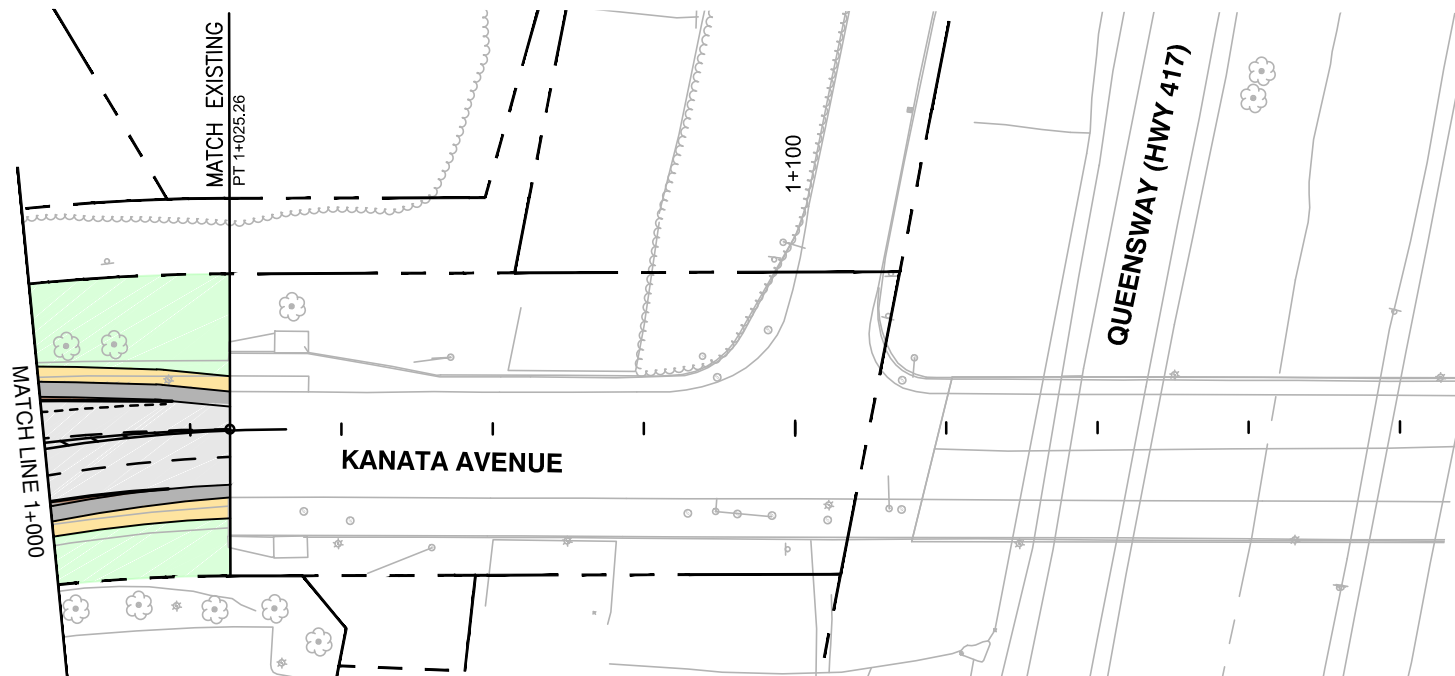 MATCH EXISTING
PT 1+025.26
1+100
QUEENSWAY (HWY 417)
MATCH LINE 1+000
KANATA AVENUE